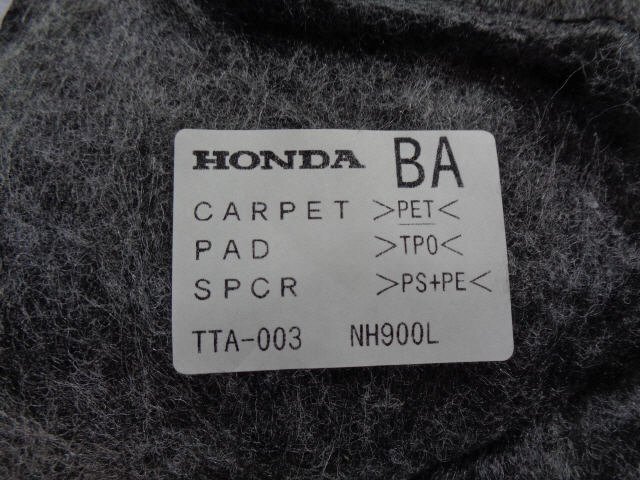 HONDA BA
CARPET >PET<
PAD >TPO<
SPCR >PS+PE<
TTA-003 NH900L